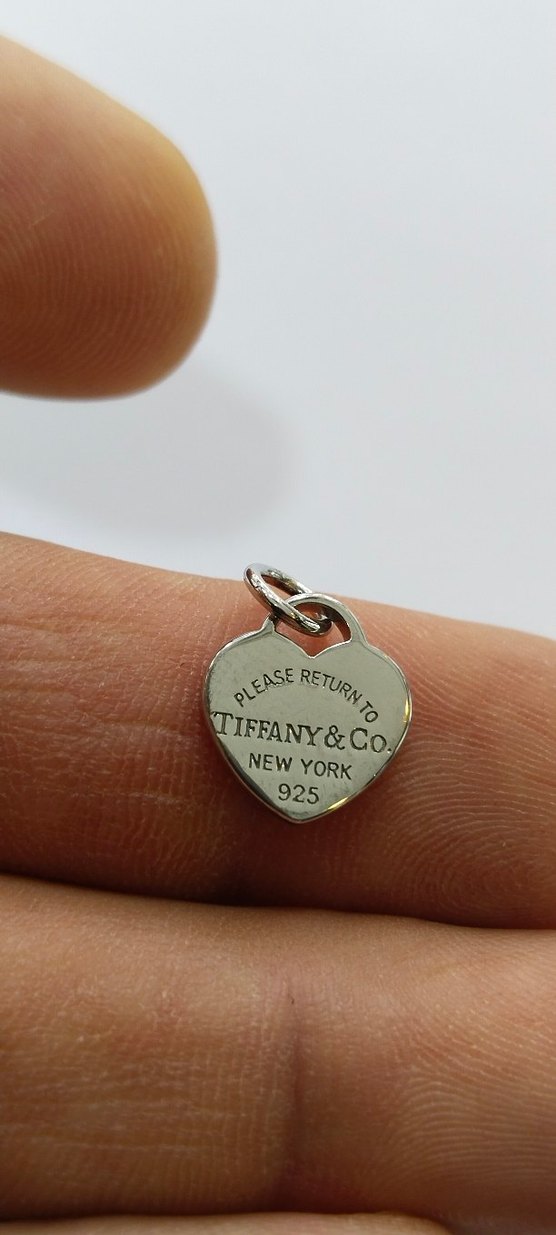 PLEASE RETURN TO
TIFFANY & CO.
NEW YORK
925